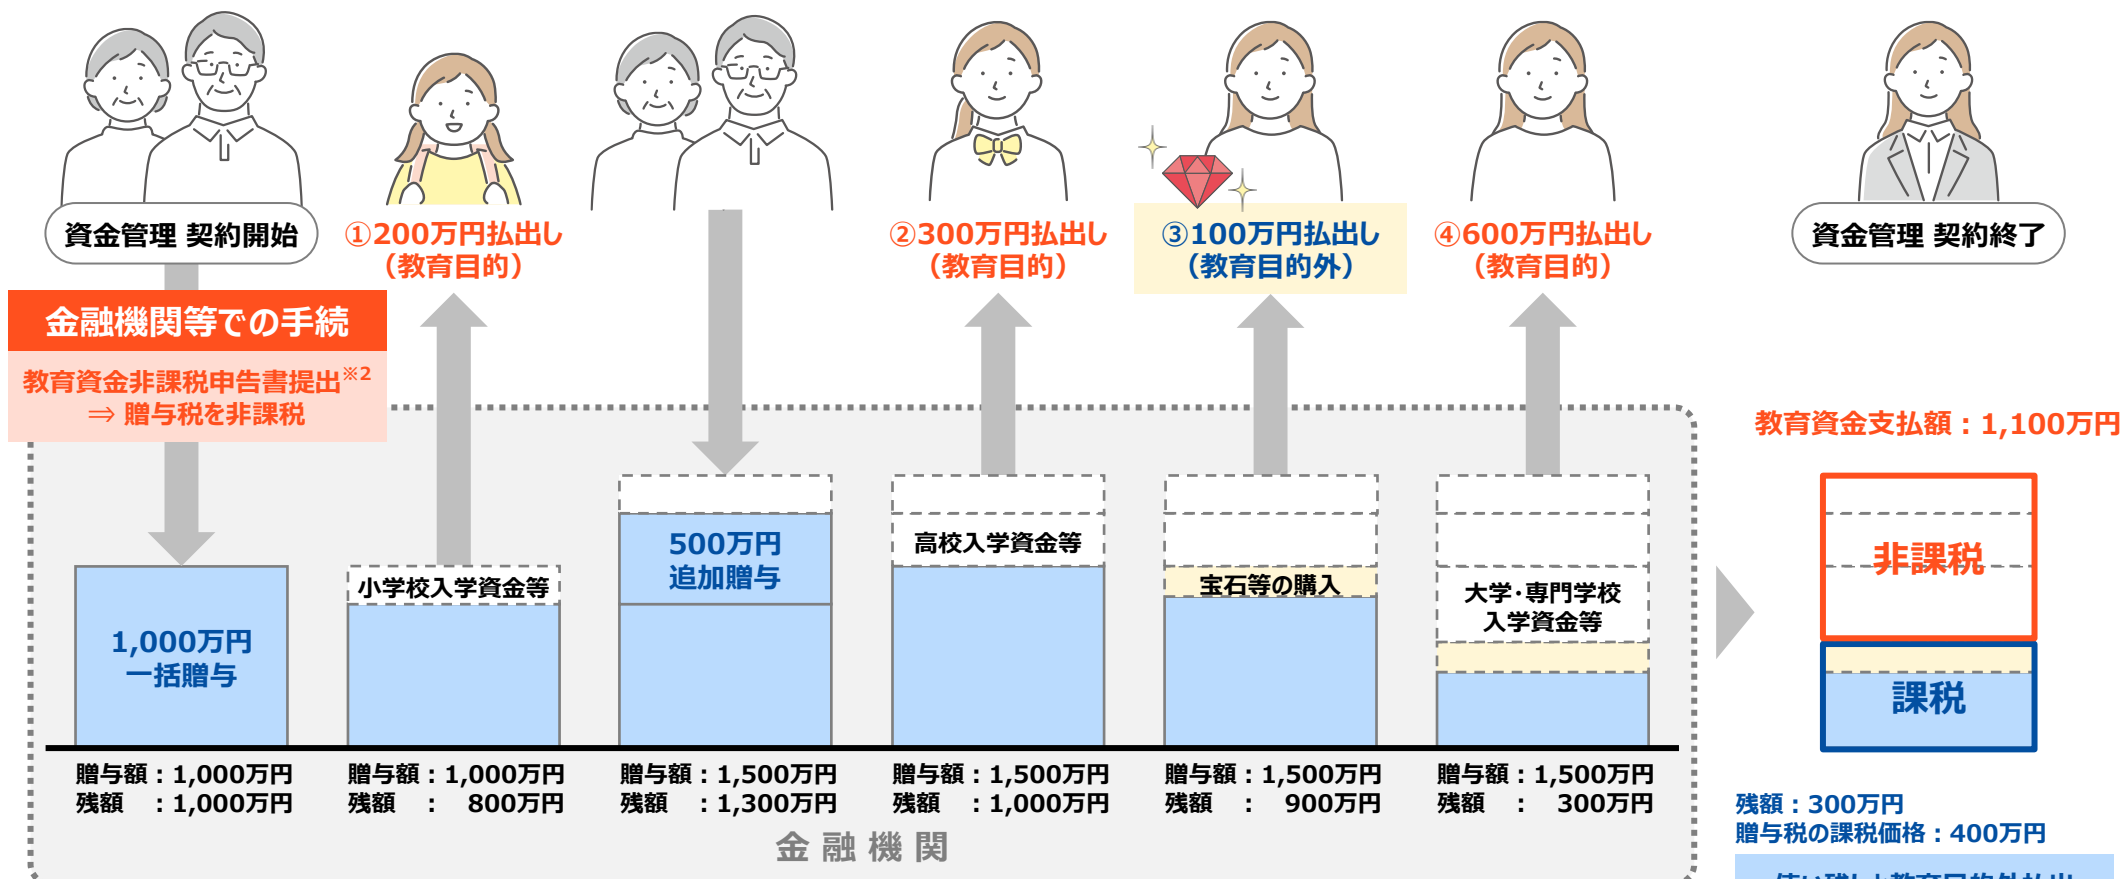 資金管理 契約開始
金融機関等での手続
教育資金非課税申告書提出※2
⇒ 贈与税を非課税
①200万円払出し
（教育目的）
②300万円払出し
（教育目的）
③100万円払出し
（教育目的外）
④600万円払出し
（教育目的）
資金管理 契約終了
1,000万円
一括贈与
小学校入学資金等
500万円
追加贈与
高校入学資金等
宝石等の購入
大学・専門学校
入学資金等
贈与額：1,000万円
残額　：1,000万円
贈与額：1,000万円
残額　：　800万円
贈与額：1,500万円
残額　：1,300万円
贈与額：1,500万円
残額　：1,000万円
贈与額：1,500万円
残額　：　900万円
贈与額：1,500万円
残額　：　300万円
金融機関
教育資金支払額：1,100万円
非課税
課税
残額：300万円
贈与税の課税価格：400万円
使い残しと教育目的外払出